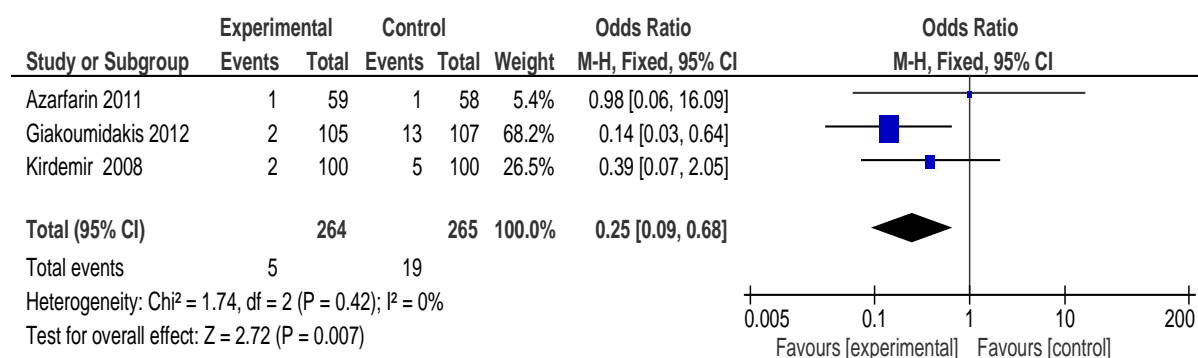 Experimental Control Odds Ratio Odds Ratio
Study or Subgroup Events Total Events Total Weight M-H, Fixed, 95% CI M-H, Fixed, 95% CI
Azarfarin 2011 1 59 1 58 5.4% 0.98 [0.06, 16.09]
Giakoumidakis 2012 2 105 13 107 68.2% 0.14 [0.03, 0.64]
Kirdemir 2008 2 100 5 100 26.5% 0.39 [0.07, 2.05]
Total (95% CI) 264 265 100.0% 0.25 [0.09, 0.68]
Total events 5 19
Heterogeneity: Chi² = 1.74, df = 2 (P = 0.42); I² = 0%
Test for overall effect: Z = 2.72 (P = 0.007)
0.005 0.1 1 10 200
Favours [experimental] Favours [control]